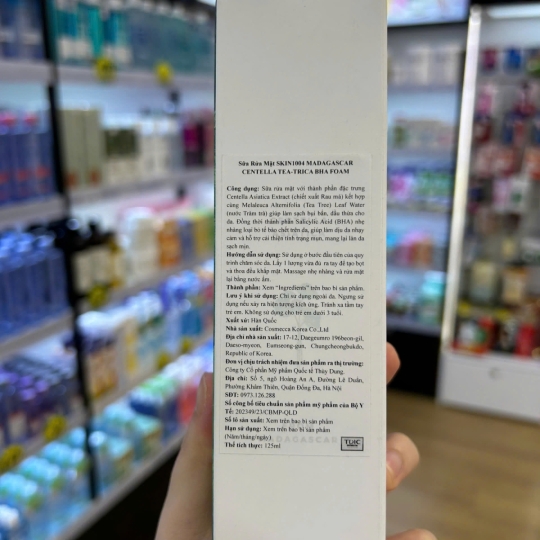 Sữa Rửa Mặt SKIN1004 MADAGASCAR
CENTELLA TEA-TRICA BHA FOAM
Công dụng: Sữa rửa mặt với thành phần đặc trưng
Centella Asiatica Extract (chiết xuất Rau má) kết hợp
cùng Melaleuca Alternifolia (Tea Tree) Leaf Water
(nước Tràm trà) giúp làm sạch bụi bẩn, dầu thừa cho
da. Đồng thời thành phần Salicylic Acid (BHA) nhẹ
nhàng loại bỏ tế bào chết trên da, giúp làm dịu da nhạy
cảm và hỗ trợ cải thiện tình trạng mụn, mang lại làn da
sạch mịn.
Hướng dẫn sử dụng: Sử dụng ở bước đầu tiên của quy
trình chăm sóc da. Lấy 1 lượng vừa đủ ra tay để tạo bọt
và thoa đều khắp mặt. Massage nhẹ nhàng và rửa mặt
lại bằng nước ấm.
Thành phần: Xem "Ingredients" trên bao bì sản phẩm.
Lưu ý khi sử dụng: Chỉ sử dụng ngoài da. Ngưng sử
dụng nếu xảy ra hiện tượng kích ứng. Tránh xa tầm tay
trẻ em. Không sử dụng cho trẻ em dưới 3 tuổi.
Xuất xứ: Hàn Quốc
Nhà sản xuất: Cosmecca Korea Co.,Ltd
Địa chỉ nhà sản xuất: 17-12, Daegeumro 196beon-gil,
Daeso-myeon, Eumseong-gun, Chungcheongbukdo,
Republic of Korea.
Đơn vị chịu trách nhiệm đưa sản phẩm ra thị trường:
Công ty Cổ phần Mỹ phẩm Quốc tế Thùy Dung.
Địa chỉ: Số 5, ngõ Hoàng An A, Đường Lê Duẩn,
Phường Khâm Thiên, Quận Đống Đa, Hà Nội
SĐT: 0973.126.288
Số công bố tiêu chuẩn sản phẩm mỹ phẩm của Bộ Y
Tế: 202349/23/CBMP-QLD
Số lô sản xuất: Xem trên bao bì sản phẩm
Hạn sử dụng: Xem trên bao bì sản phẩm
(Năm/tháng/ngày).
Thể tích thực: 125ml